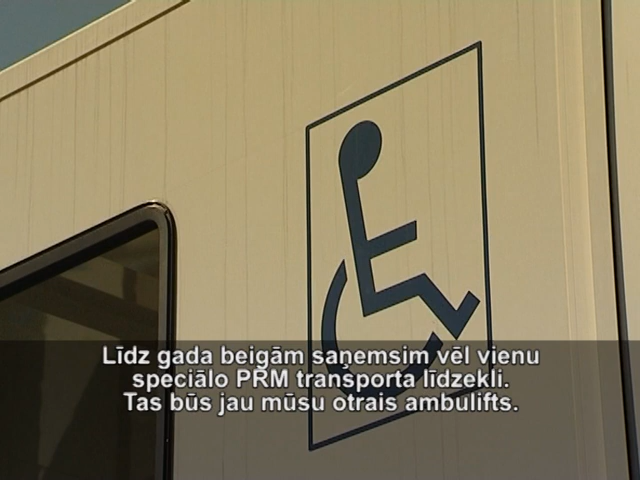 Līdz gada beigām saņemsim vēl vienu
speciālo PRM transporta līdzekli.
Tas būs jau mūsu otrais ambulifts.